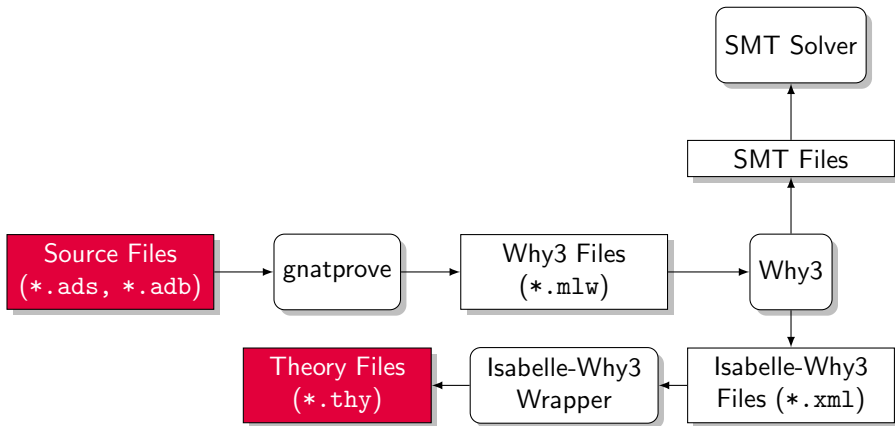 SMT Solver
SMT Files
Source Files
(*.ads, *.adb)
gnatprove
Why3 Files
(*.mlw)
Why3
Theory Files
(*.thy)
Isabelle-Why3
Wrapper
Isabelle-Why3
Files (*.xml)